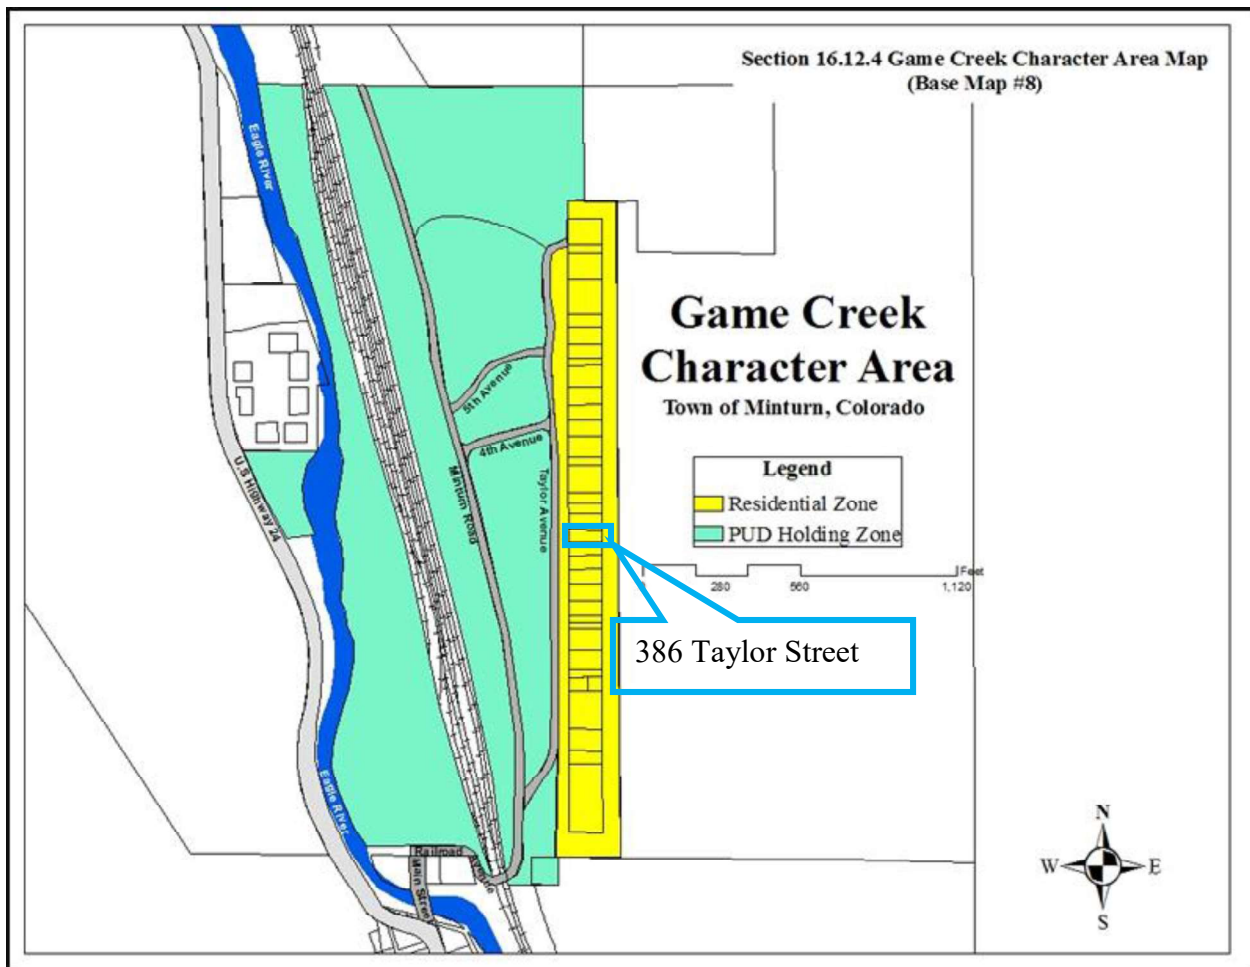 Section 16.12.4 Game Creek Character Area Map
(Base Map #8)
Eagle River
Game Creek
Character Area
Town of Minturn, Colorado
5th Avenue
4th Avenue
U.S Highway 24
Minturn Road
Taylor Avenue
Legend
Residential Zone
PUD Holding Zone
Feet
280
560
1,120
386 Taylor Street
Eagle River
Railroad Avenue
Main Street
N
W
E
S